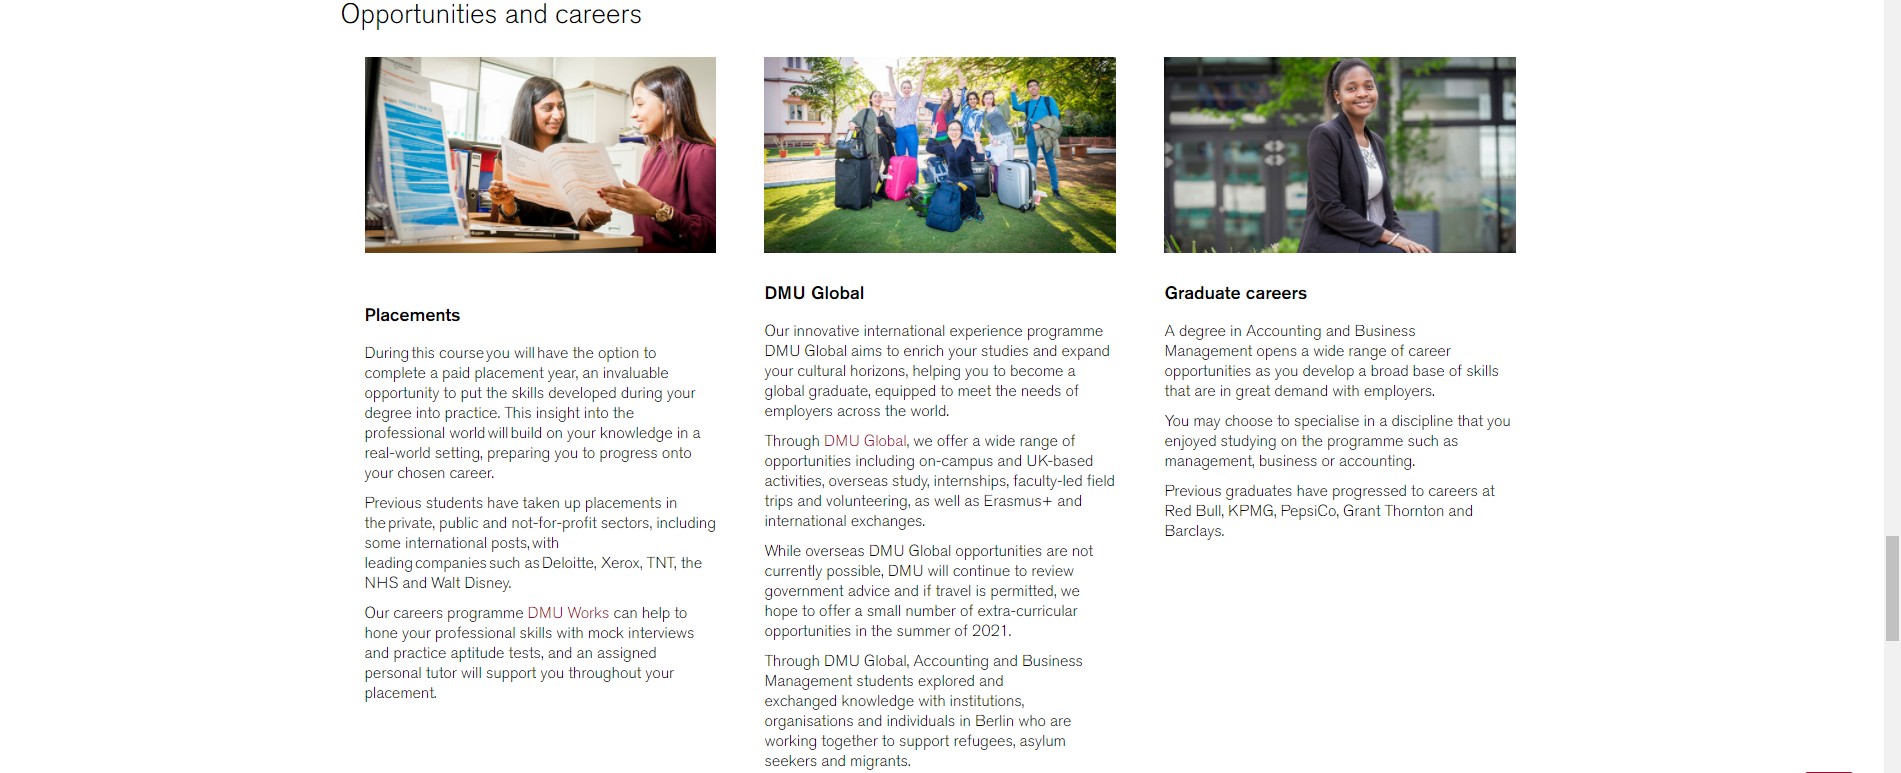 Opportunities and careers
Placements
During this course you will have the option to
complete a paid placement year, an invaluable
opportunity to put the skills developed during your
degree into practice. This insight into the
professional world will build on your knowledge in a
real-world setting, preparing you to progress onto
your chosen career.
Previous students have taken up placements in
the private, public and not-for-profit sectors, including
some international posts, with
leading companies such as Deloitte, Xerox, TNT, the
NHS and Walt Disney.
Our careers programme DMU Works can help to
hone your professional skills with mock interviews
and practice aptitude tests, and an assigned
personal tutor will support you throughout your
placement.
DMU Global
Our innovative international experience programme
DMU Global aims to enrich your studies and expand
your cultural horizons, helping you to become a
global graduate, equipped to meet the needs of
employers across the world.
Through DMU Global, we offer a wide range of
opportunities including on-campus and UK-based
activities, overseas study, internships, faculty-led field
trips and volunteering, as well as Erasmus+ and
international exchanges.
While overseas DMU Global opportunities are not
currently possible, DMU will continue to review
government advice and if travel is permitted, we
hope to offer a small number of extra-curricular
opportunities in the summer of 2021.
Through DMU Global, Accounting and Business
Management students explored and
exchanged knowledge with institutions,
organisations and individuals in Berlin who are
working together to support refugees, asylum
seekers and migrants.
Graduate careers
A degree in Accounting and Business
Management opens a wide range of career
opportunities as you develop a broad base of skills
that are in great demand with employers.
You may choose to specialise in a discipline that you
enjoyed studying on the programme such as
management, business or accounting.
Previous graduates have progressed to careers at
Red Bull, KPMG, PepsiCo, Grant Thornton and
Barclays.